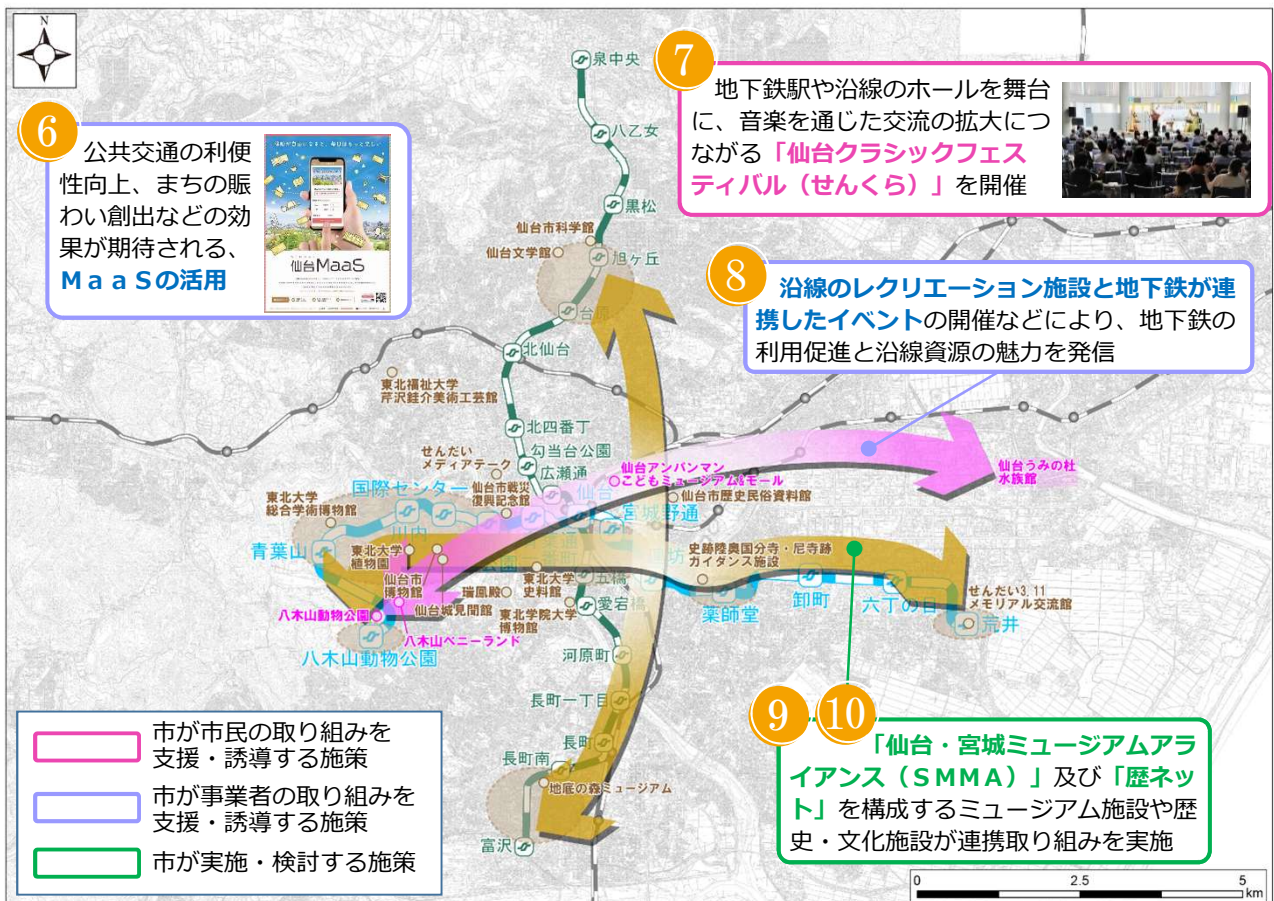 N
泉中央
7
地下鉄駅や沿線のホールを舞台
に、音楽を通じた交流の拡大につ
ながる「仙台クラシックフェス
ティバル（せんくら）」を開催
6
公共交通の利便
性向上、まちの賑
わい創出などの効
果が期待される、
ＭａａＳの活用
仙台MaaS
八乙女
黒松
仙台市科学館
仙台文学館
旭ヶ丘
台原
8
沿線のレクリエーション施設と地下鉄が連
携したイベントの開催などにより、地下鉄の
利用促進と沿線資源の魅力を発信
北仙台
東北福祉大学
芹沢銈介美術工芸館
北四番丁
勾当台公園
広瀬通
せんだい
メディアテーク
仙台市戦災
復興記念館
仙台アンパンマン
こどもミュージアム&モール
仙台うみの杜
水族館
仙台市歴史民俗資料館
国際センター
仙台
宮城野通
東北大学
総合学術博物館
川内
青葉山
東北大学
植物園
史跡陸奥国分寺・尼寺跡
ガイダンス施設
仙台市
博物館
瑞鳳殿
東北大学
史料館
五橋
仙台城見聞館
東北学院大学
博物館
愛宕橋
薬師堂
卸町
六丁の目
せんだい3.11
メモリアル交流館
荒井
八木山動物公園
八木山ベニーランド
八木山動物公園
河原町
長町一丁目
長町
長町南
地底の森ミュージアム
富沢
9 10
「仙台・宮城ミュージアムアラ
イアンス（ＳＭＭＡ）」及び「歴ネッ
ト」を構成するミュージアム施設や歴
史・文化施設が連携取り組みを実施
市が市民の取り組みを
支援・誘導する施策
市が事業者の取り組みを
支援・誘導する施策
市が実施・検討する施策
0 2.5 5
km